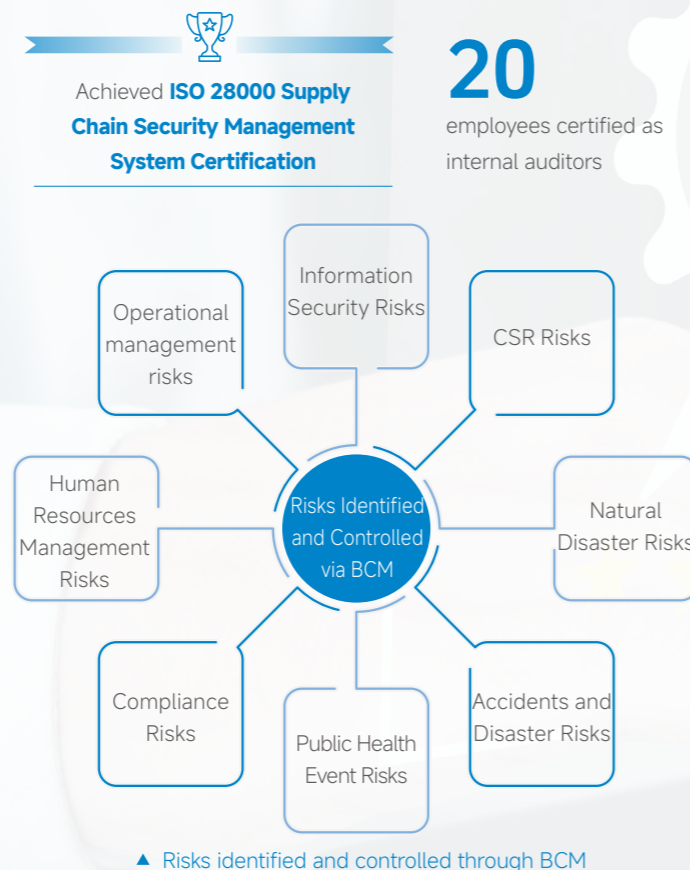 Achieved ISO 28000 Supply
Chain Security Management
System Certification
20
employees certified as
internal auditors
Information
Security Risks
Operational
management
risks
CSR Risks
Human
Resources
Management
Risks
Risks Identified
and Controlled
via BCM
Natural
Disaster Risks
Compliance
Risks
Public Health
Event Risks
Accidents and
Disaster Risks
▲ Risks identified and controlled through BCM